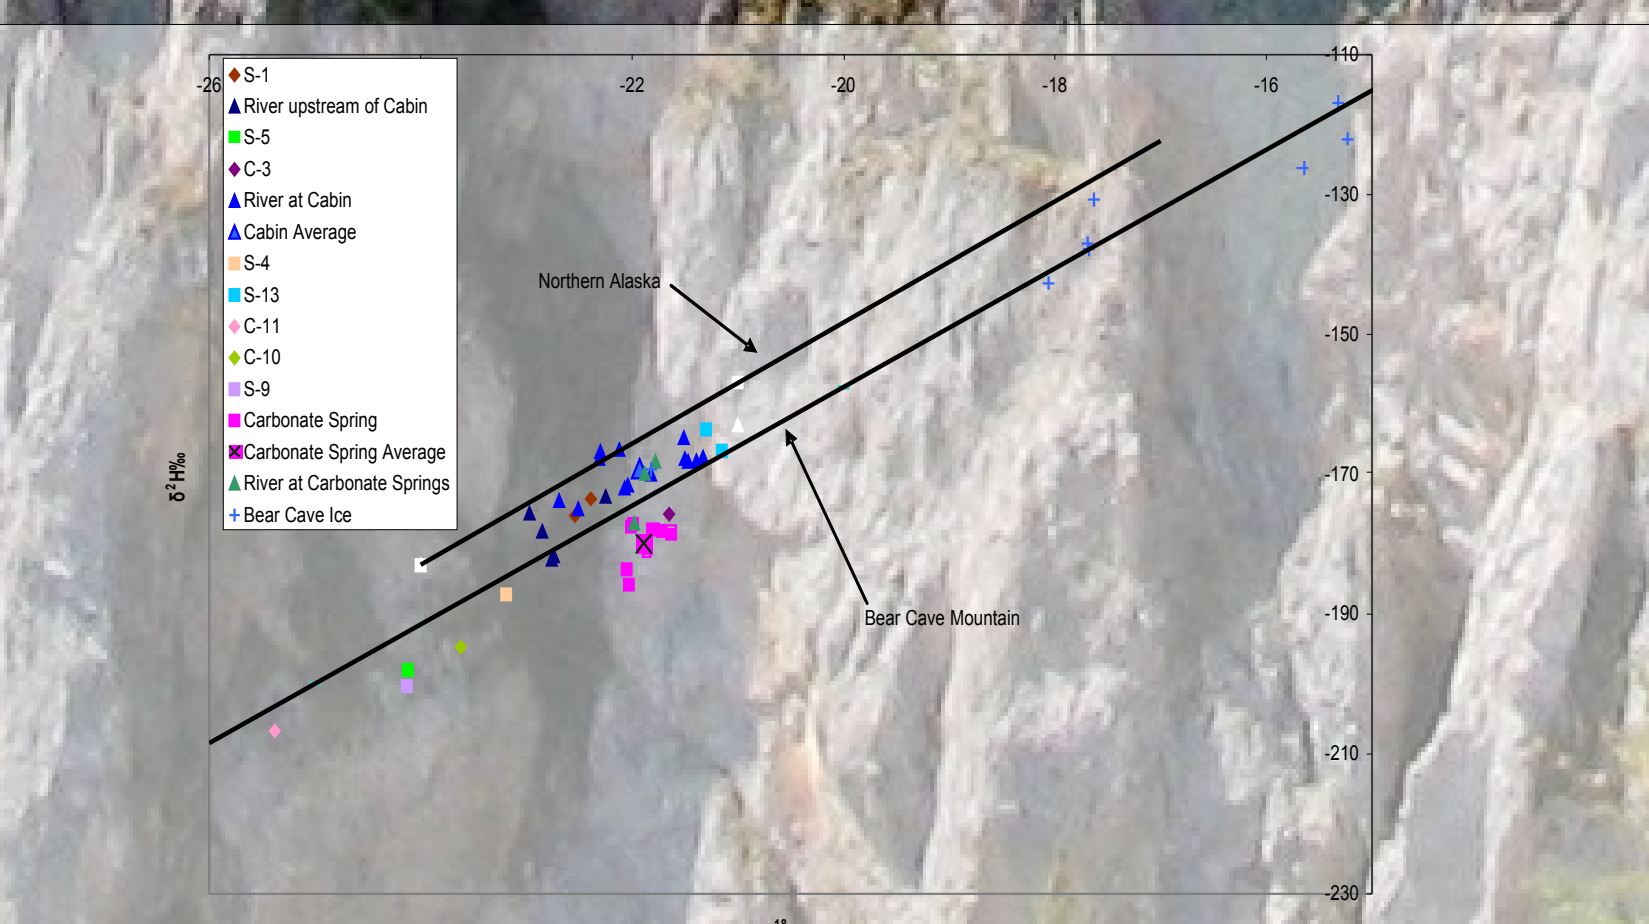 -110
-26
-22
-20
-18
-16
S-1
River upstream of Cabin
S-5
C-3
River at Cabin
Cabin Average
S-4
S-13
C-11
C-10
S-9
Carbonate Spring
Carbonate Spring Average
River at Carbonate Springs
Bear Cave Ice
-130
Northern Alaska
-150
δ²H‰
-170
-190
Bear Cave Mountain
-210
-230